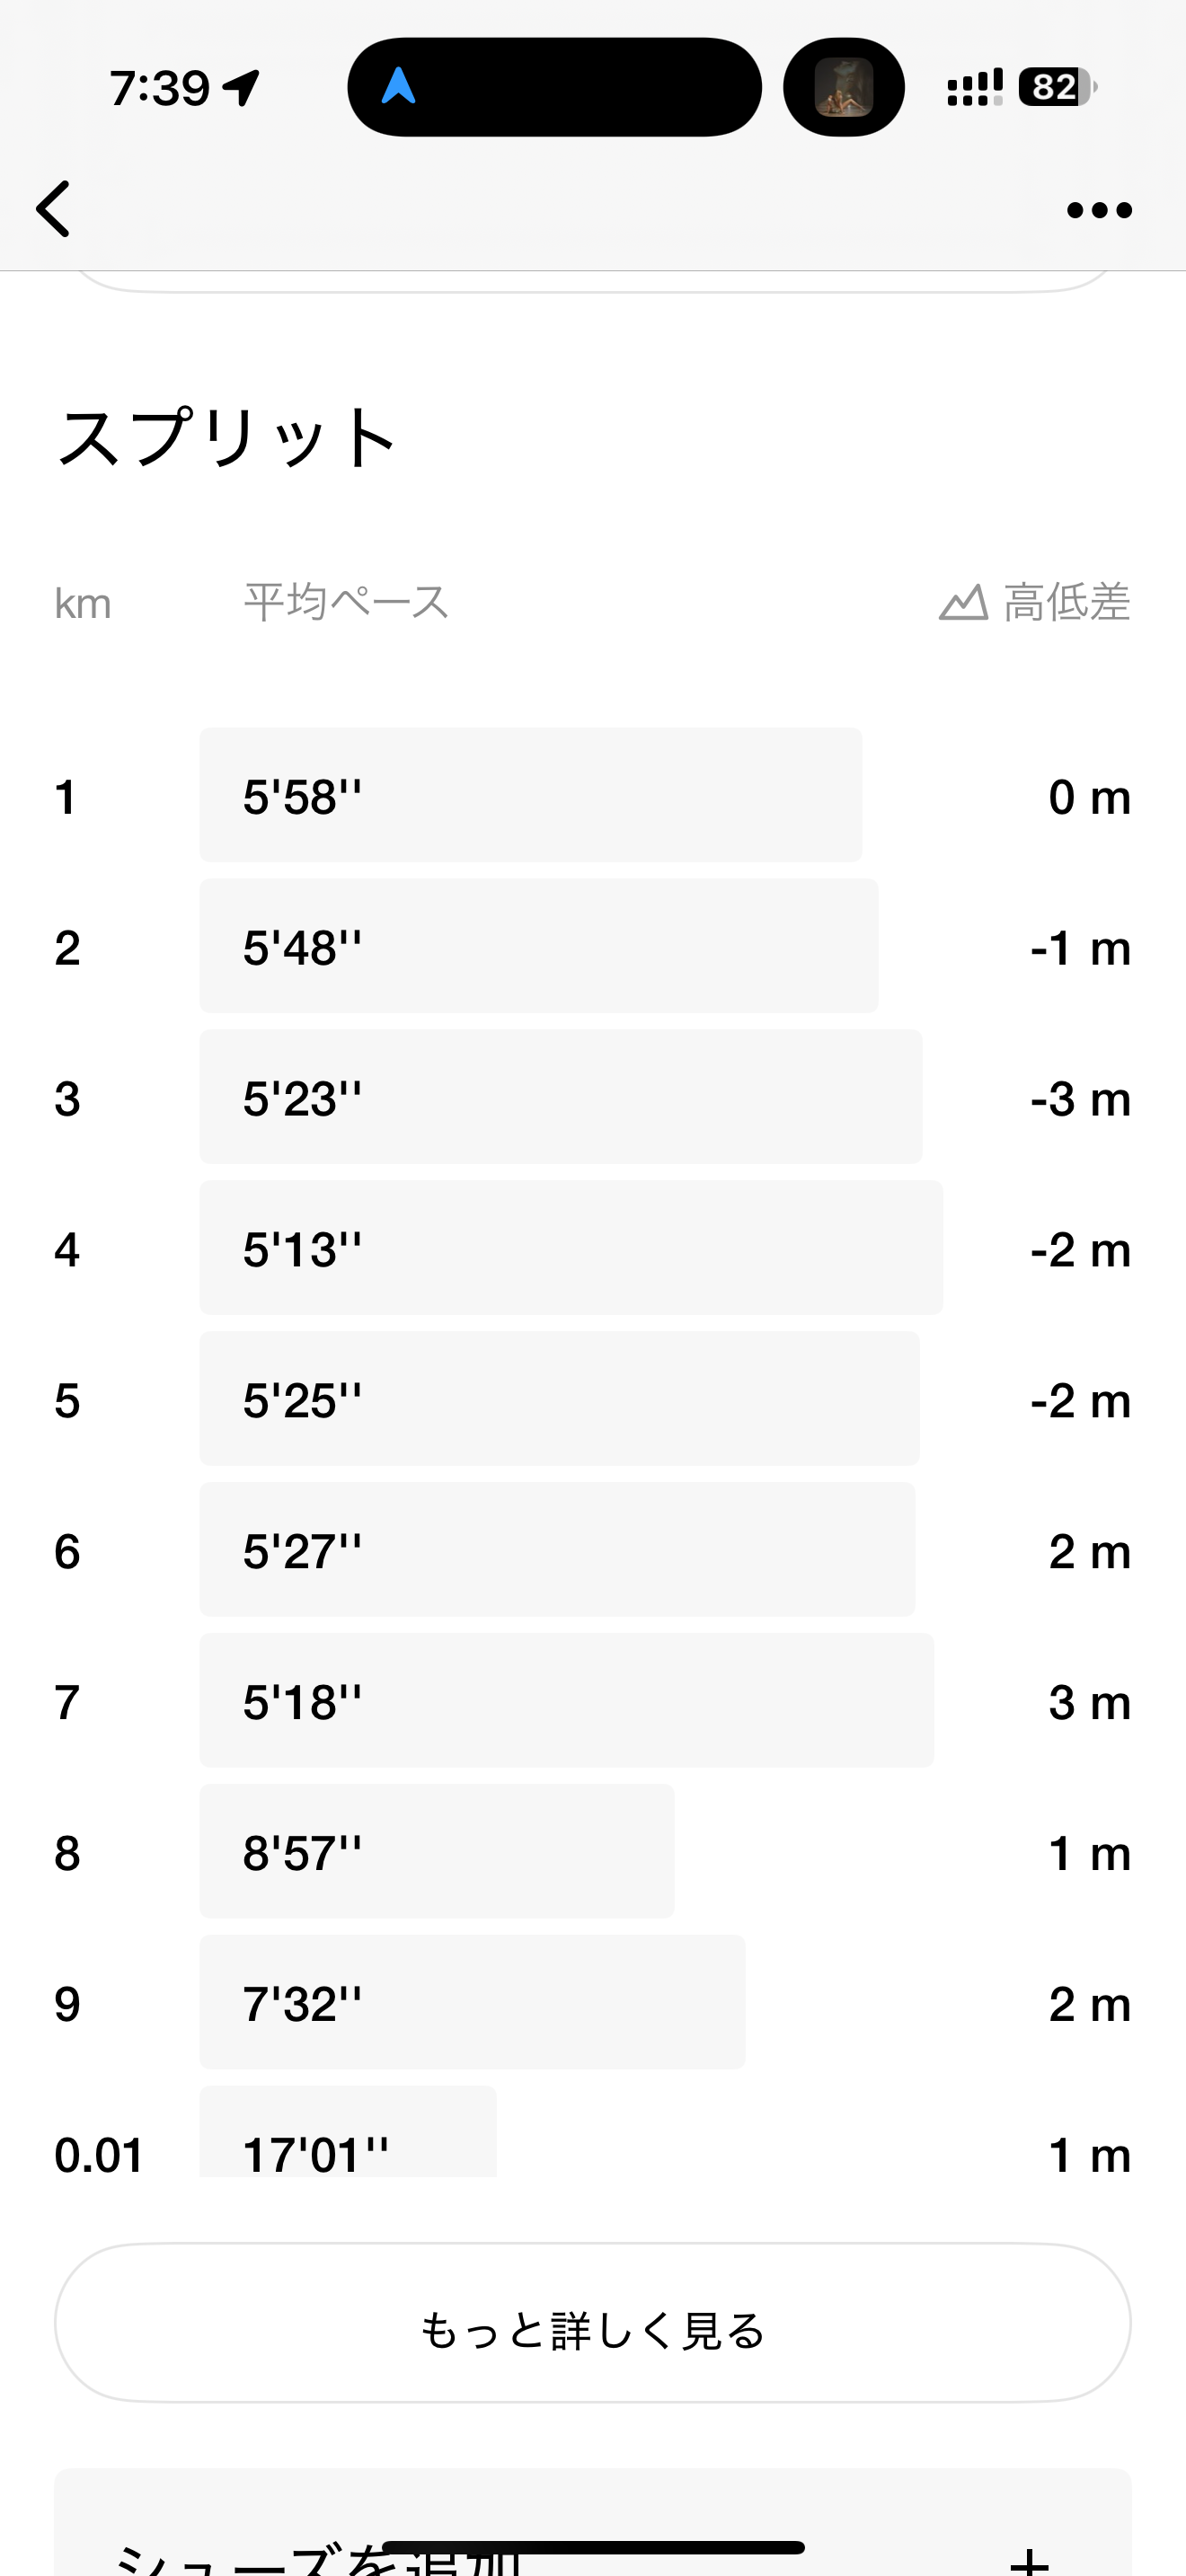 7:39
82
スプリット
km 平均ペース 高低差
1 5'58'' 0 m
2 5'48'' -1 m
3 5'23'' -3 m
4 5'13'' -2 m
5 5'25'' -2 m
6 5'27'' 2 m
7 5'18'' 3 m
8 8'57'' 1 m
9 7'32'' 2 m
0.01 17'01'' 1 m
もっと詳しく見る
シューズを追加 +